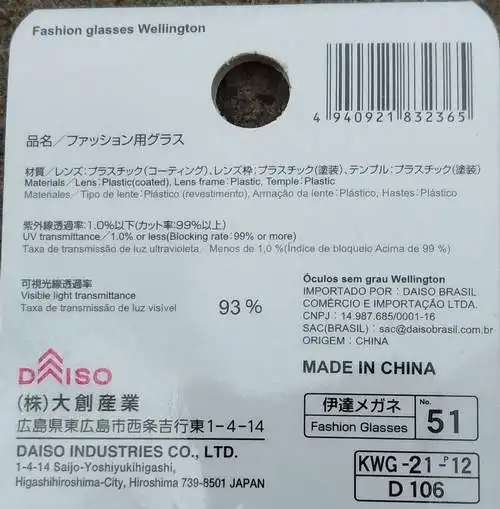 Fashion glasses Wellington
4 940921 832365
品名／ファッション用グラス
材質／レンズ:プラスチック(コーティング)、レンズ枠:プラスチック(塗装)、テンプル:プラスチック(塗装)
Materials／Lens:Plastic(coated), Lens frame:Plastic, Temple:Plastic
Materiales／Tipo de lente:Plástico (revestimento), Armação da lente:Plástico, Hastes:Plástico
紫外線透過率:1.0%以下(カット率:99%以上)
UV transmittance／1.0% or less(Blocking rate:99% or more)
Taxa de transmissão de luz ultravioleta／Menos de 1,0 %(Índice de bloqueio Acima de 99 %)
可視光線透過率
Visible light transmittance
Taxa de transmissão de luz visível
93 %
Óculos sem grau Wellington
IMPORTADO POR : DAISO BRASIL
COMÉRCIO E IMPORTAÇÃO LTDA.
CNPJ : 14.987.685/0001-16
SAC(BRASIL) : sac@daisobrasil.com.br
ORIGEM : CHINA
MADE IN CHINA
DAISO
(株)大創産業
広島県東広島市西条吉行東1-4-14
DAISO INDUSTRIES CO., LTD.
1-4-14 Saijo-Yoshiyukihigashi,
Higashihiroshima-City, Hiroshima 739-8501 JAPAN
伊達メガネ
Fashion Glasses
No.
51
KWG-21-P12
D 106